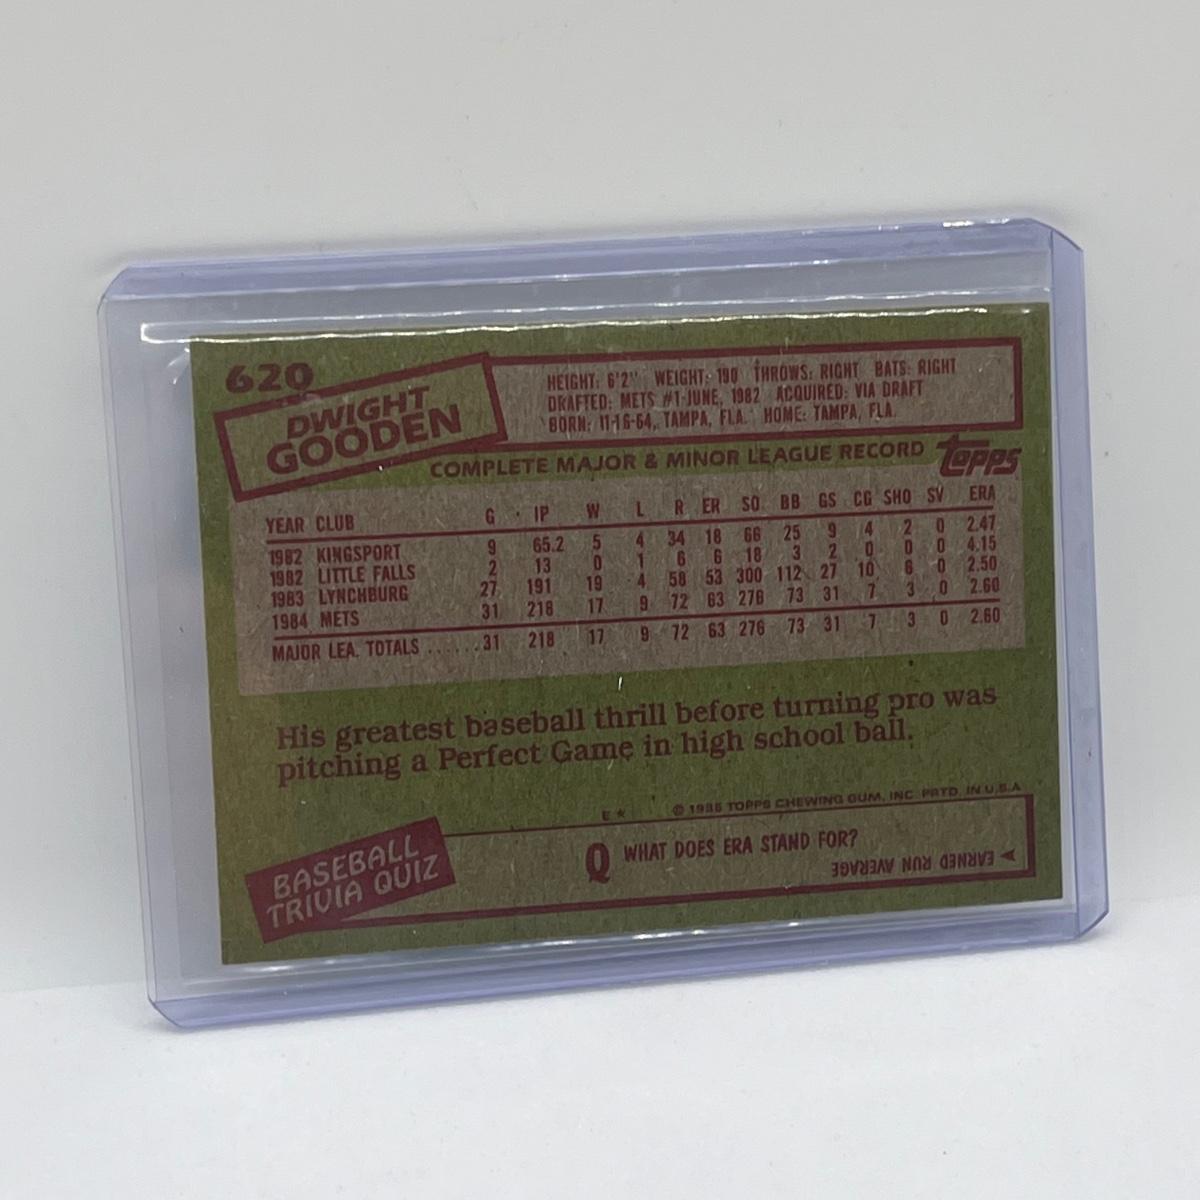 620
DWIGHT
GOODEN
HEIGHT: 6'2" WEIGHT: 190 THROWS: RIGHT BATS: RIGHT
DRAFTED: METS #1-JUNE, 1982 ACQUIRED: VIA DRAFT
BORN: 11-16-64, TAMPA, FLA. HOME: TAMPA, FLA.
COMPLETE MAJOR & MINOR LEAGUE RECORD
topps
YEAR CLUB G IP W L R ER SO BB GS CG SHO SV ERA
1982 KINGSPORT 9 65.2 5 4 34 18 66 25 9 4 2 0 2.47
1982 LITTLE FALLS 2 13 0 1 6 6 18 3 2 0 0 0 4.15
1983 LYNCHBURG 27 191 19 4 58 53 300 112 27 10 6 0 2.50
1984 METS 31 218 17 9 72 63 276 73 31 7 3 0 2.60
MAJOR LEA. TOTALS ......31 218 17 9 72 63 276 73 31 7 3 0 2.60
His greatest baseball thrill before turning pro was
pitching a Perfect Game in high school ball.
E* © 1985 TOPPS CHEWING GUM, INC. PRTD. IN U.S.A.
BASEBALL
TRIVIA QUIZ
Q WHAT DOES ERA STAND FOR?
EARNED RUN AVERAGE